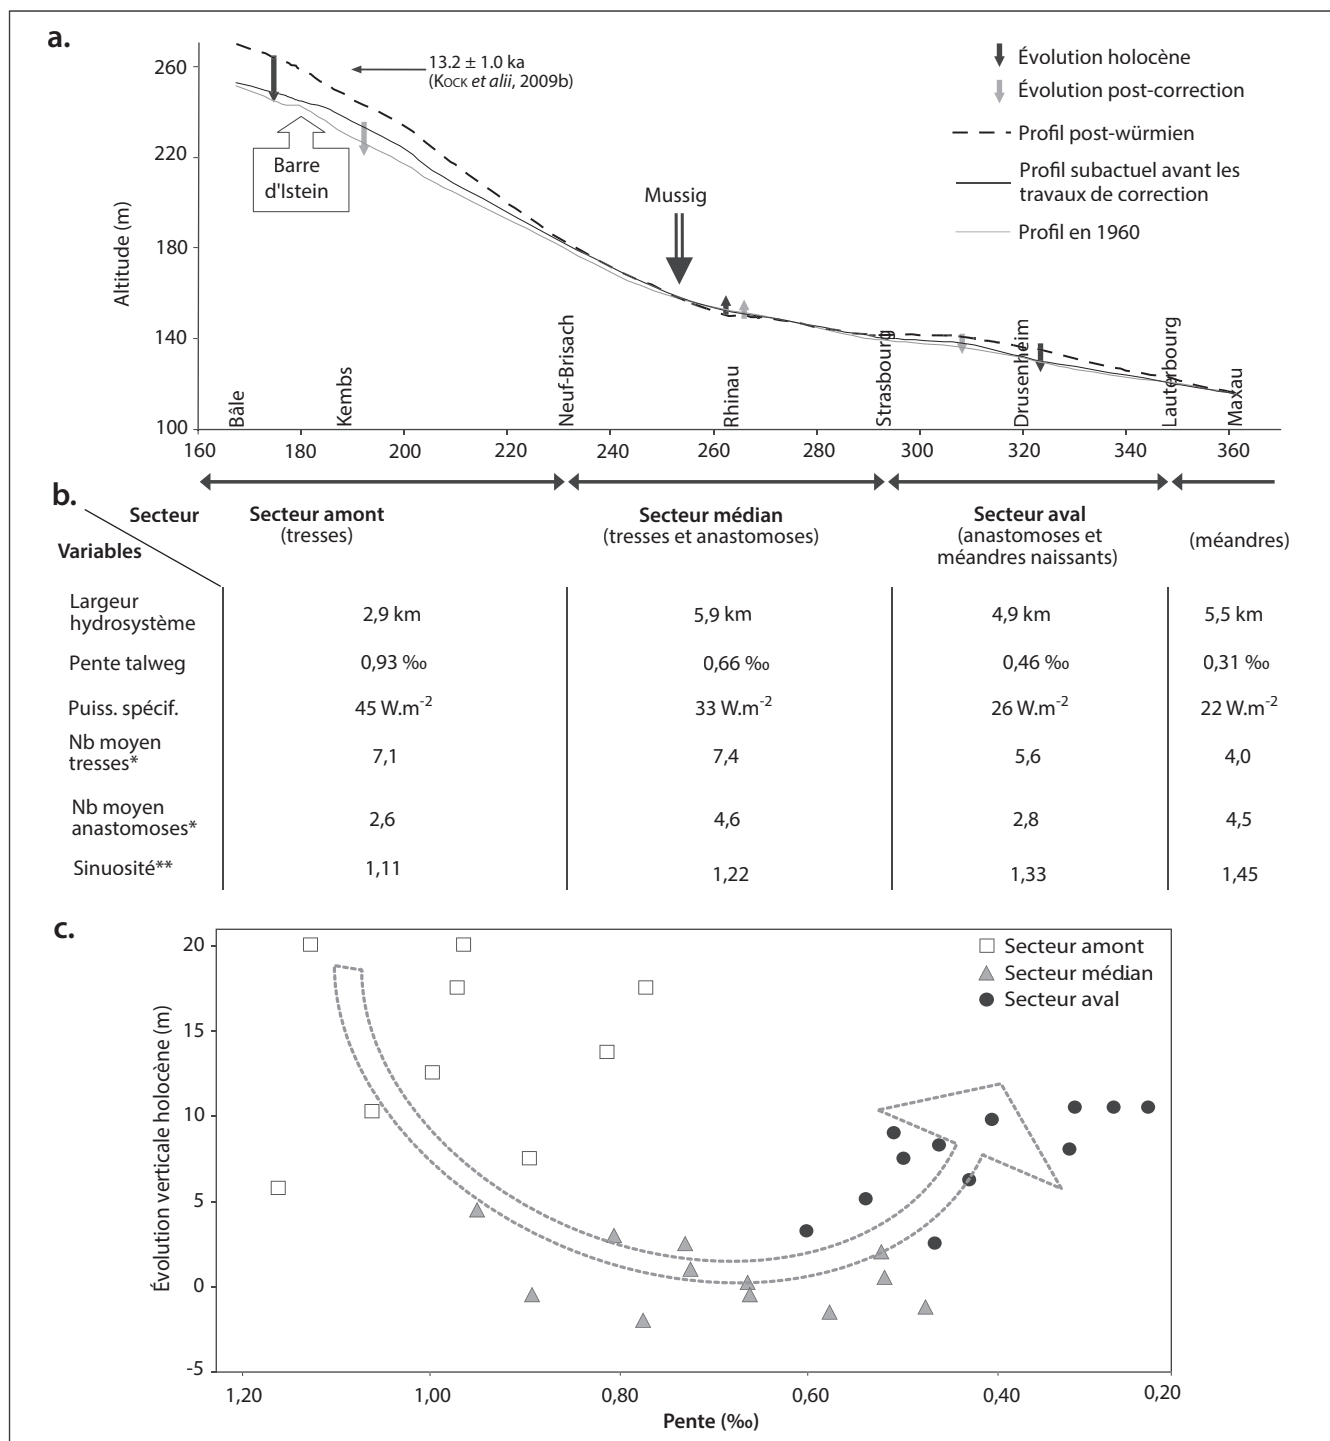 a.
13.2 ± 1.0 ka
(Kock et alii, 2009b)
Évolution holocène
Évolution post-correction
Profil post-würmien
Profil subactuel avant les
travaux de correction
Profil en 1960
Barre
d'Istein
Mussig
Altitude (m)
260
220
180
140
100
Bâle
Kembs
Neuf-Brisach
Rhinau
Strasbourg
Drusenheim
Lauterbourg
Maxau
160 180 200 220 240 260 280 300 320 340 360
b.
Secteur
Variables
Secteur amont
(tresses)
Secteur médian
(tresses et anastomoses)
Secteur aval
(anastomoses et
méandres naissants)
(méandres)
Largeur
hydrosystème
2,9 km 5,9 km 4,9 km 5,5 km
Pente talweg 0,93 ‰ 0,66 ‰ 0,46 ‰ 0,31 ‰
Puiss. spécif. 45 W.m-2 33 W.m-2 26 W.m-2 22 W.m-2
Nb moyen
tresses*
7,1 7,4 5,6 4,0
Nb moyen
anastomoses*
2,6 4,6 2,8 4,5
Sinuosité** 1,11 1,22 1,33 1,45
c.
Secteur amont
Secteur médian
Secteur aval
Évolution verticale holocène (m)
20
15
10
5
0
-5
1,20 1,00 0,80 0,60 0,40 0,20
Pente (‰)